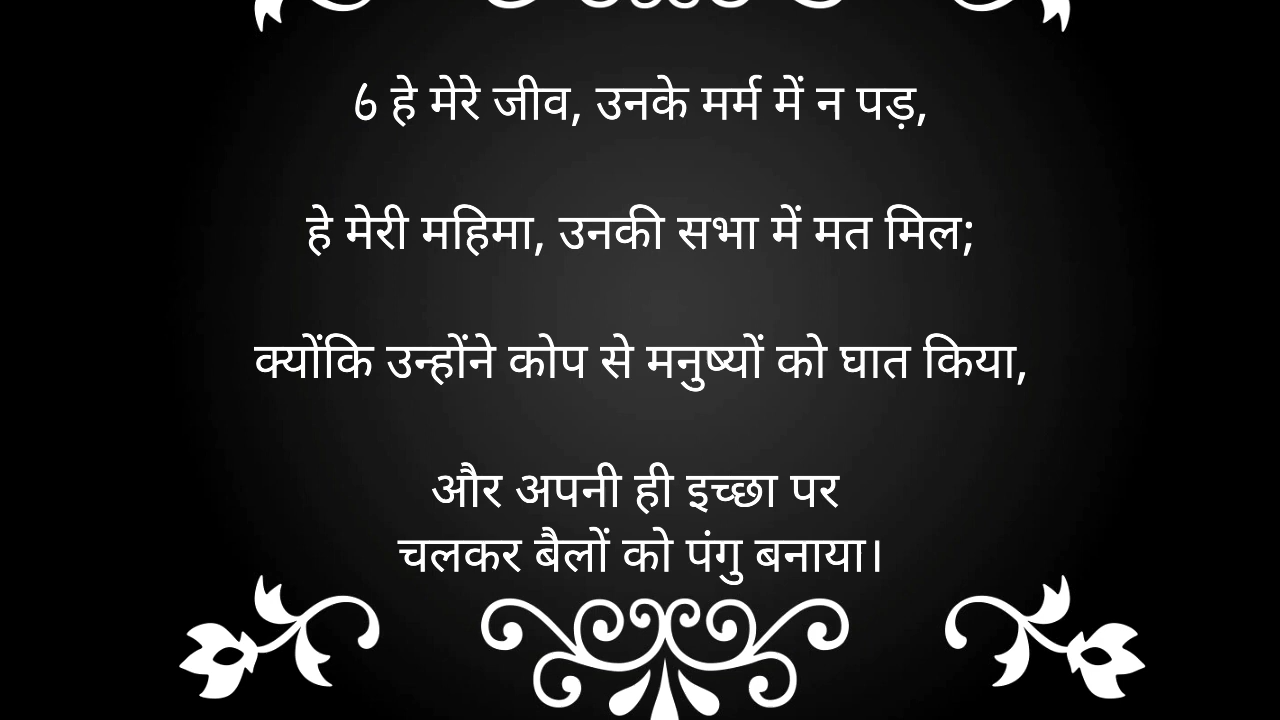 6 हे मेरे जीव, उनके मर्म में न पड़,
हे मेरी महिमा, उनकी सभा में मत मिल;
क्योंकि उन्होंने कोप से मनुष्यों को घात किया,
और अपनी ही इच्छा पर
चलकर बैलों को पंगु बनाया।